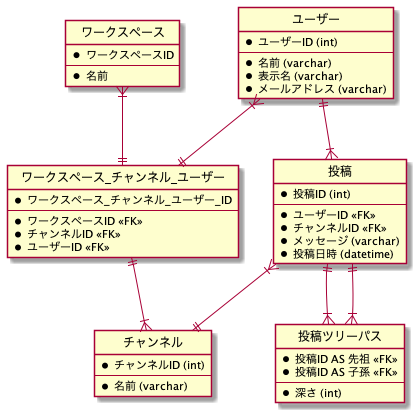 ワークスペース
ワークスペースID
名前
ユーザー
ユーザーID (int)
名前 (varchar)
表示名 (varchar)
メールアドレス (varchar)
ワークスペース_チャンネル_ユーザー
ワークスペース_チャンネル_ユーザー_ID
ワークスペースID «FK»
チャンネルID «FK»
ユーザーID «FK»
投稿
投稿ID (int)
ユーザーID «FK»
チャンネルID «FK»
メッセージ (varchar)
投稿日時 (datetime)
チャンネル
チャンネルID (int)
名前 (varchar)
投稿ツリーパス
投稿ID AS 先祖 «FK»
投稿ID AS 子孫 «FK»
深さ (int)